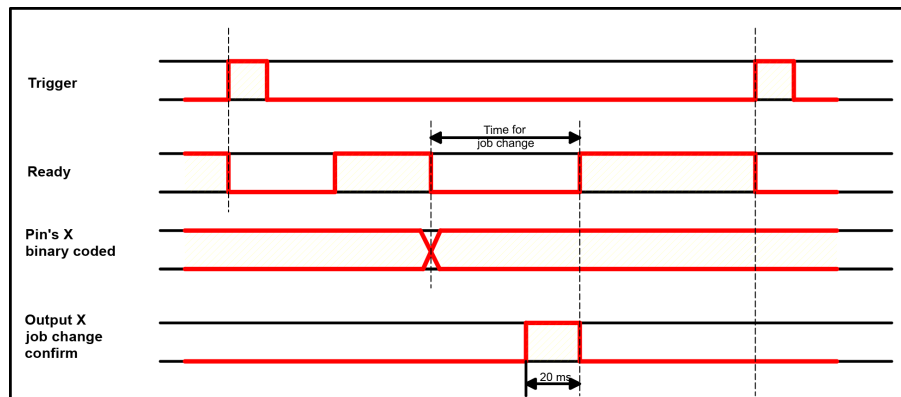 Trigger
Time for
job change
Ready
Pin's X
binary coded
Output X
job change
confirm
20 ms